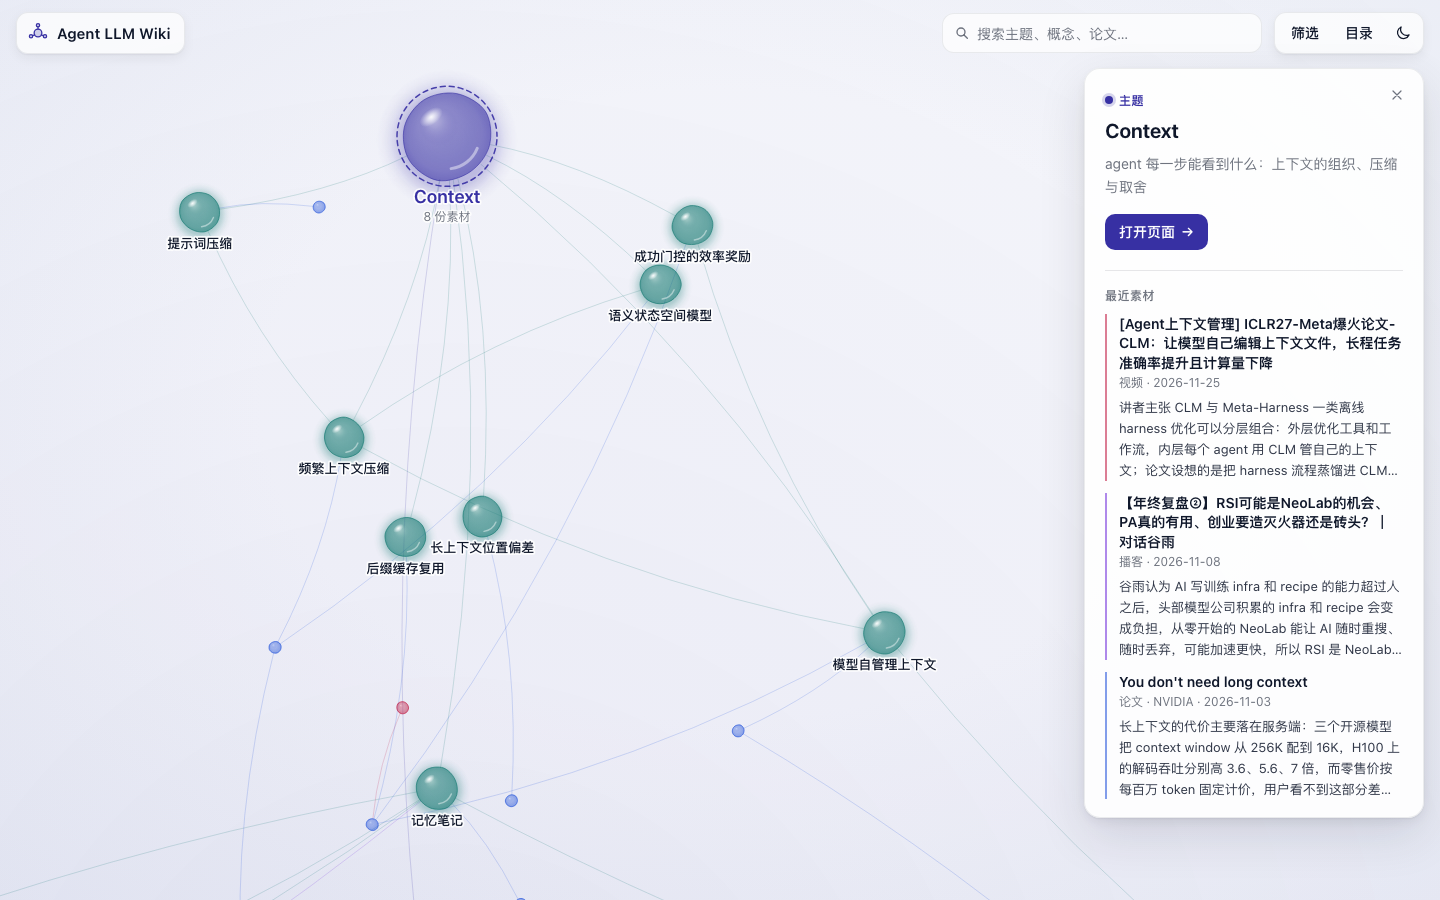 Agent LLM Wiki
搜索主题、概念、论文...
筛选
目录
Context
8 份素材
提示词压缩
成功门控的效率奖励
语义状态空间模型
频繁上下文压缩
长上下文位置偏差
后缀缓存复用
模型自管理上下文
记忆笔记
主题
Context
agent 每一步能看到什么：上下文的组织、压缩
与取舍
打开页面 →
最近素材
[Agent上下文管理] ICLR27-Meta爆火论文-
CLM：让模型自己编辑上下文文件，长程任务
准确率提升且计算量下降
视频 · 2026-11-25
讲者主张 CLM 与 Meta-Harness 一类离线
harness 优化可以分层组合：外层优化工具和工
作流，内层每个 agent 用 CLM 管自己的上下
文；论文设想的是把 harness 流程蒸馏进 CLM...
【年终复盘②】RSI可能是NeoLab的机会、
PA真的有用、创业要造灭火器还是砖头？ |
对话谷雨
播客 · 2026-11-08
谷雨认为 AI 写训练 infra 和 recipe 的能力超过人
之后，头部模型公司积累的 infra 和 recipe 会变
成负担，从零开始的 NeoLab 能让 AI 随时重搜、
随时丢弃，可能加速更快，所以 RSI 是 NeoLab...
You don't need long context
论文 · NVIDIA · 2026-11-03
长上下文的代价主要落在服务端：三个开源模型
把 context window 从 256K 配到 16K，H100 上
的解码吞吐分别高 3.6、5.6、7 倍，而零售价按
每百万 token 固定计价，用户看不到这部分差...